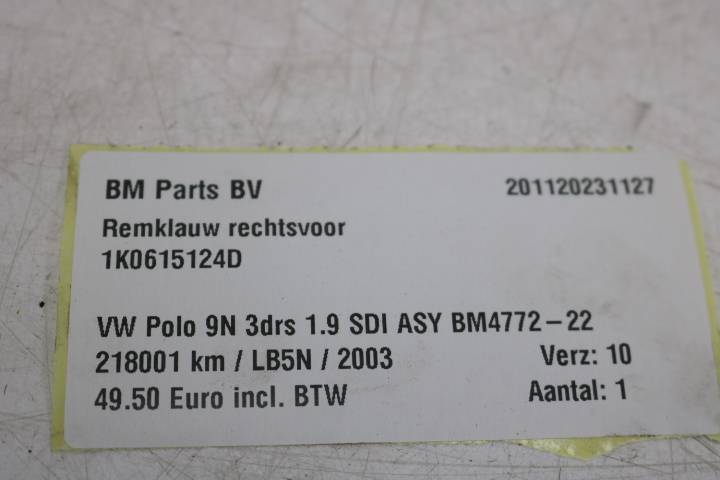 BM Parts BV 201120231127
Remklauw rechtsvoor
1K0615124D
VW Polo 9N 3drs 1.9 SDI ASY BM4772-22
218001 km / LB5N / 2003 Verz: 10
49.50 Euro incl. BTW Aantal: 1